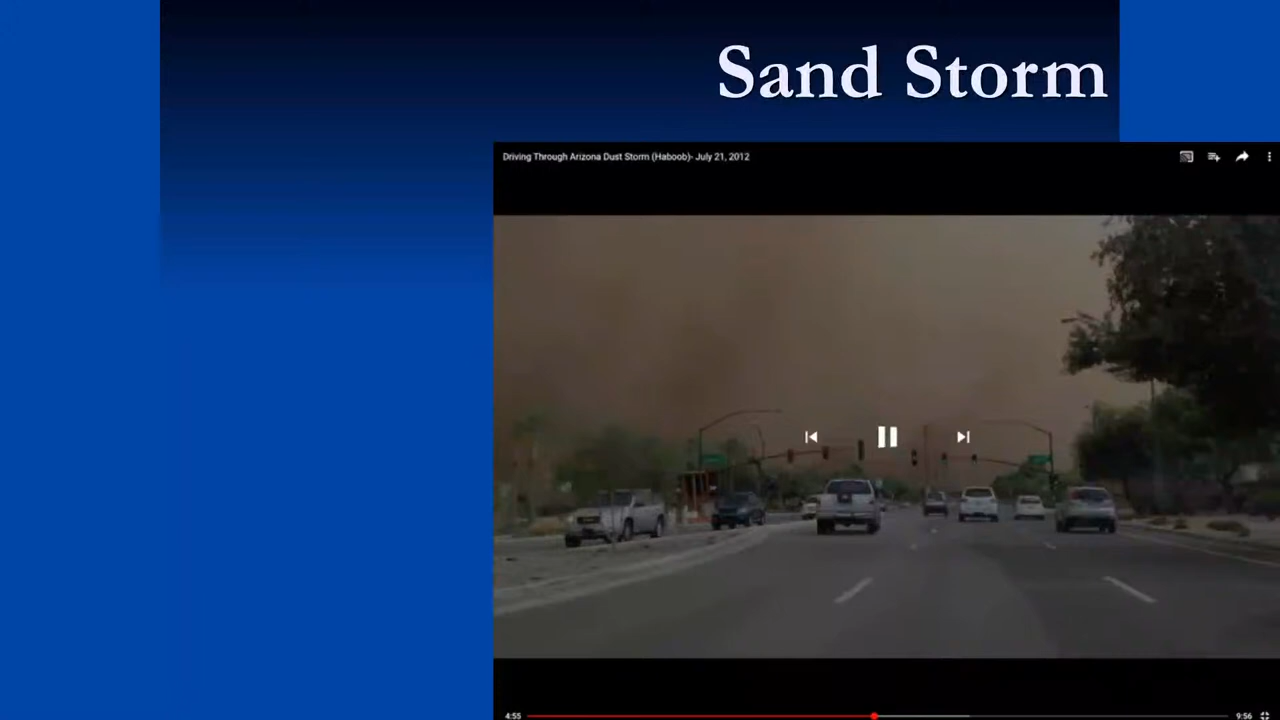 Sand Storm
Driving Through Arizona Dust Storm (Haboob)- July 21, 2012
4:55
9:56